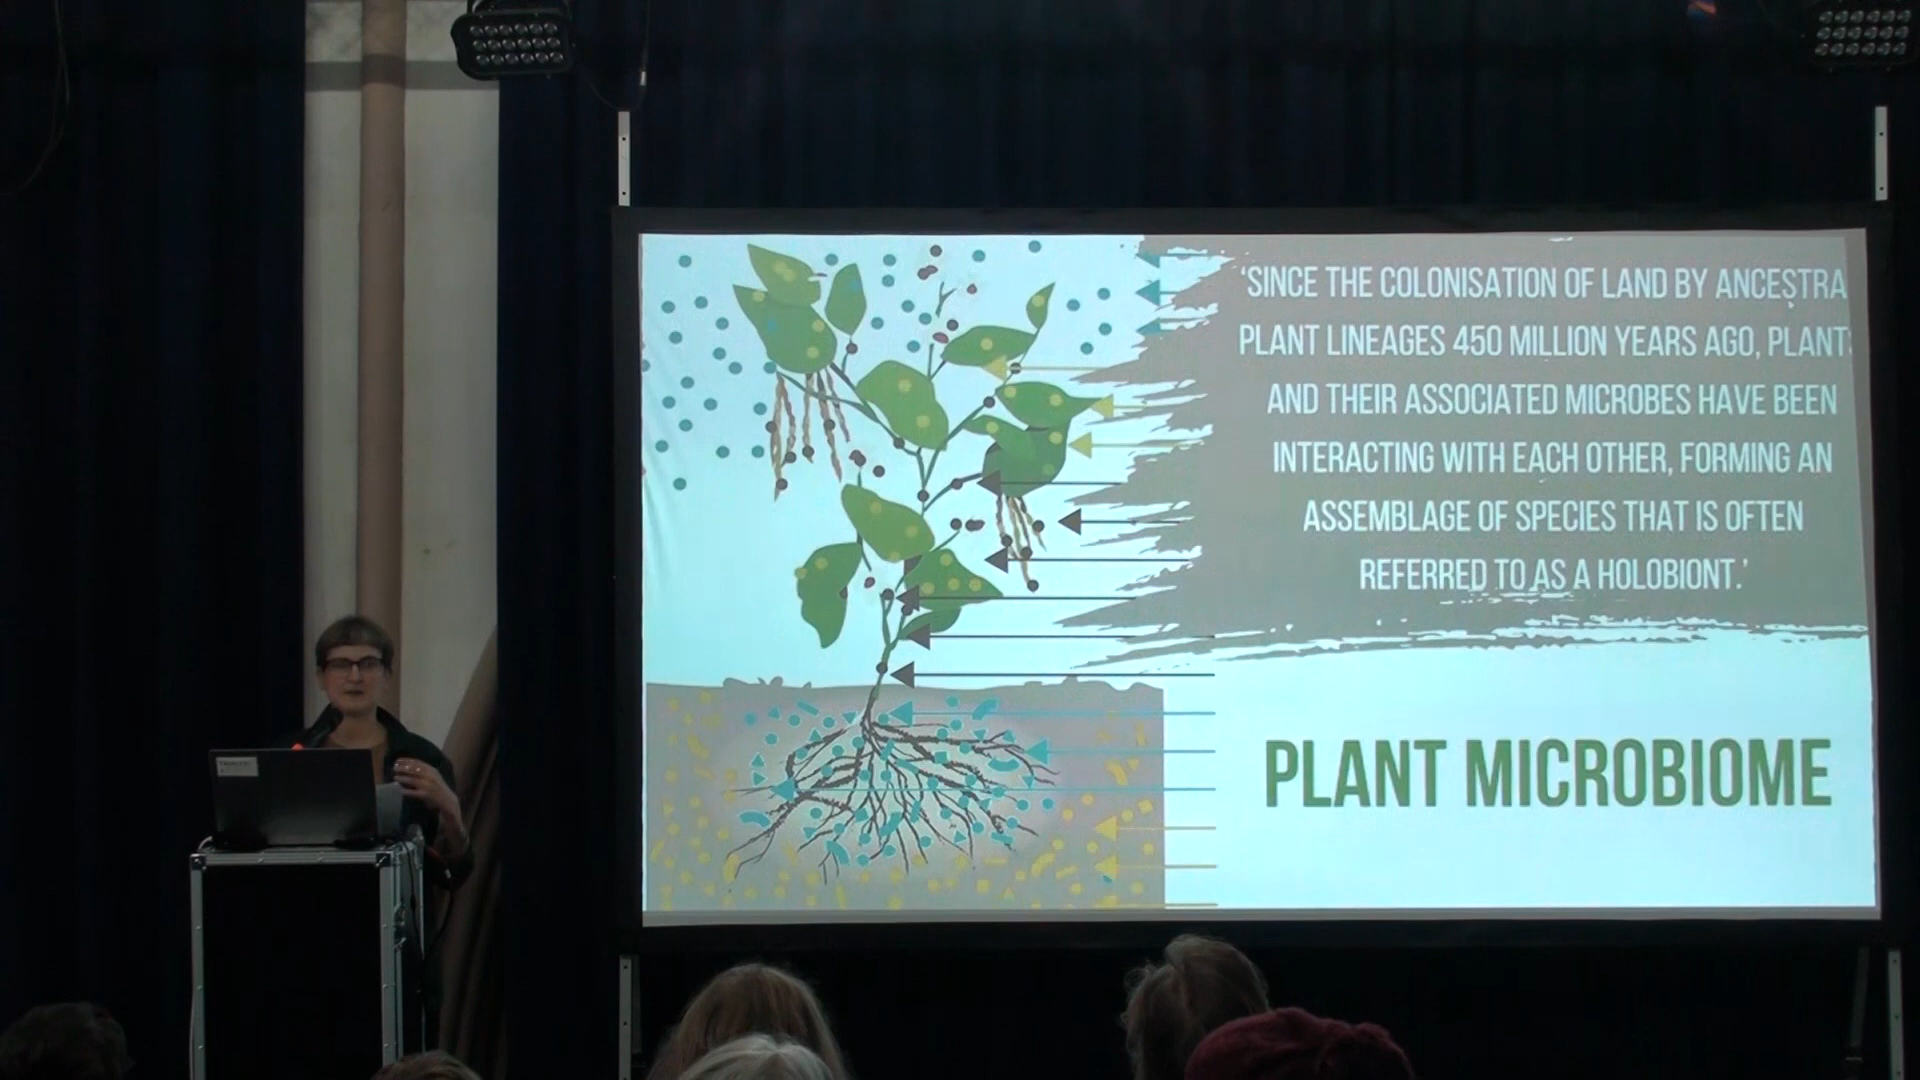 ‘SINCE THE COLONISATION OF LAND BY ANCESTRA
PLANT LINEAGES 450 MILLION YEARS AGO, PLANTS
AND THEIR ASSOCIATED MICROBES HAVE BEEN
INTERACTING WITH EACH OTHER, FORMING AN
ASSEMBLAGE OF SPECIES THAT IS OFTEN
REFERRED TO AS A HOLOBIONT.’
PLANT MICROBIOME